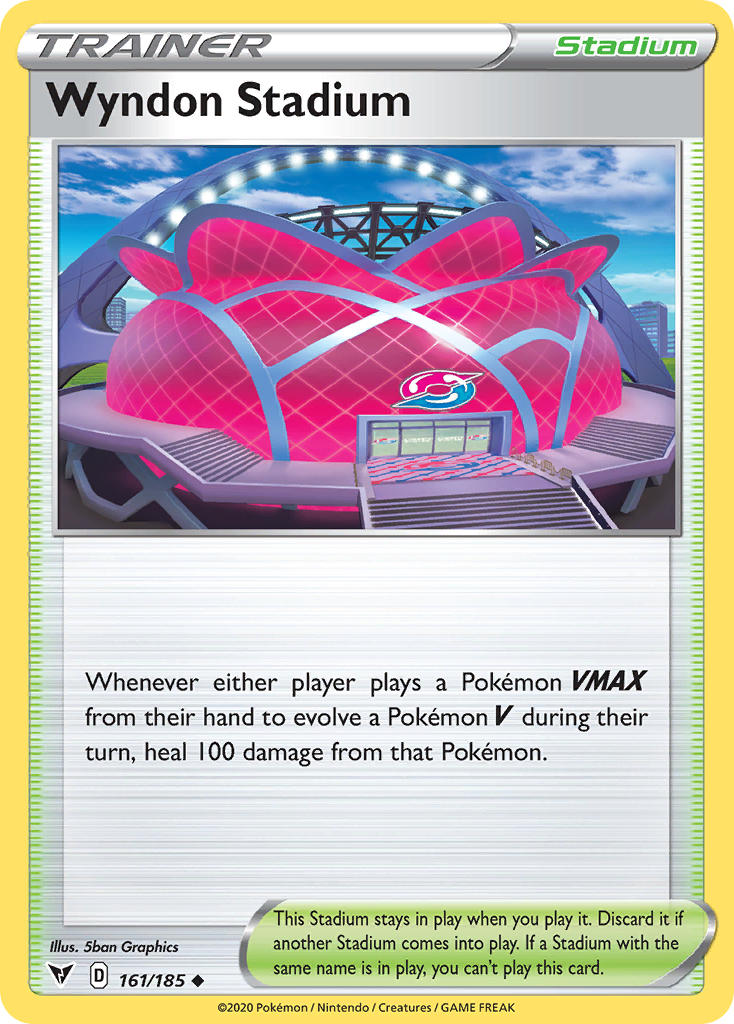 TRAINER
Stadium
Wyndon Stadium
Whenever either player plays a Pokémon VMAX
from their hand to evolve a Pokémon V during their
turn, heal 100 damage from that Pokémon.
This Stadium stays in play when you play it. Discard it if
another Stadium comes into play. If a Stadium with the
same name is in play, you can't play this card.
Illus. 5ban Graphics
D
161/185
©2020 Pokémon / Nintendo / Creatures / GAME FREAK